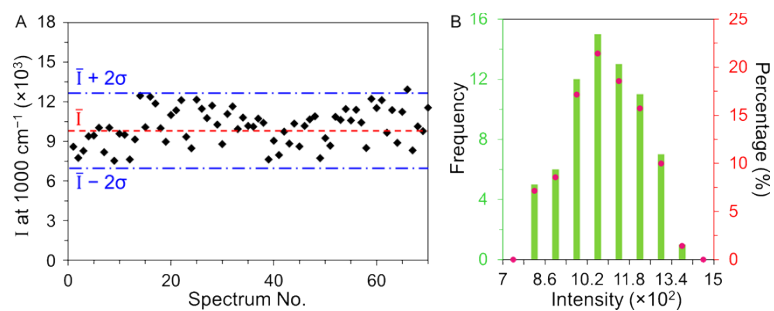 A
I at 1000 cm⁻¹ (×10³)
18
15
12
9
6
3
0
Ī + 2σ
Ī
Ī − 2σ
0 20 40 60
Spectrum No.
B
Frequency
16
12
8
4
0
25
20
15
10
5
0
Percentage (%)
7 8.6 10.2 11.8 13.4 15
Intensity (×10²)